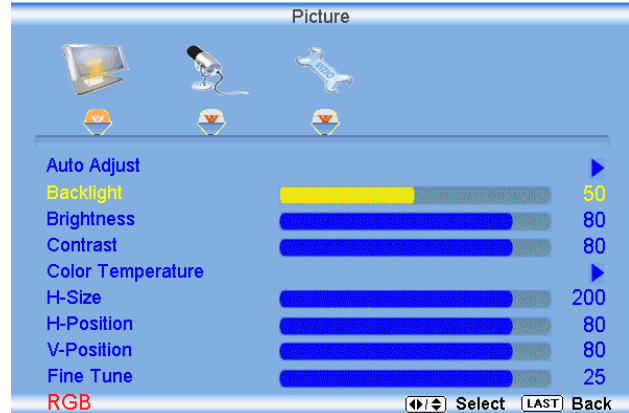 Picture
VIZIO
Auto Adjust
Backlight 50
Brightness 80
Contrast 80
Color Temperature
H-Size 200
H-Position 80
V-Position 80
Fine Tune 25
RGB Select LAST Back